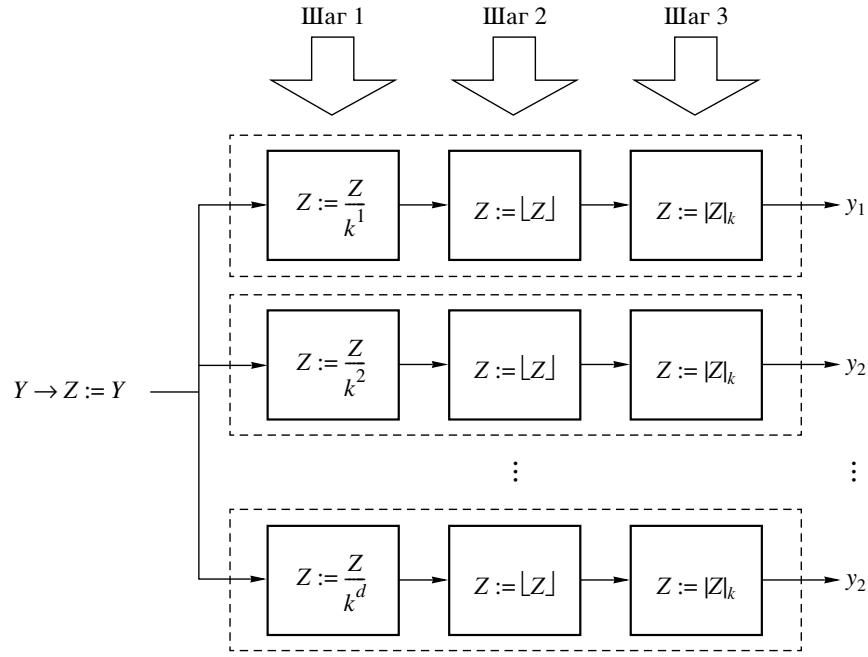 Шаг 1 Шаг 2 Шаг 3
Z := Z/k^1 Z := ⌊Z⌋ Z := |Z|_k y_1
Z := Z/k^2 Z := ⌊Z⌋ Z := |Z|_k y_2
Y → Z := Y
⋮ ⋮
Z := Z/k^d Z := ⌊Z⌋ Z := |Z|_k y_2